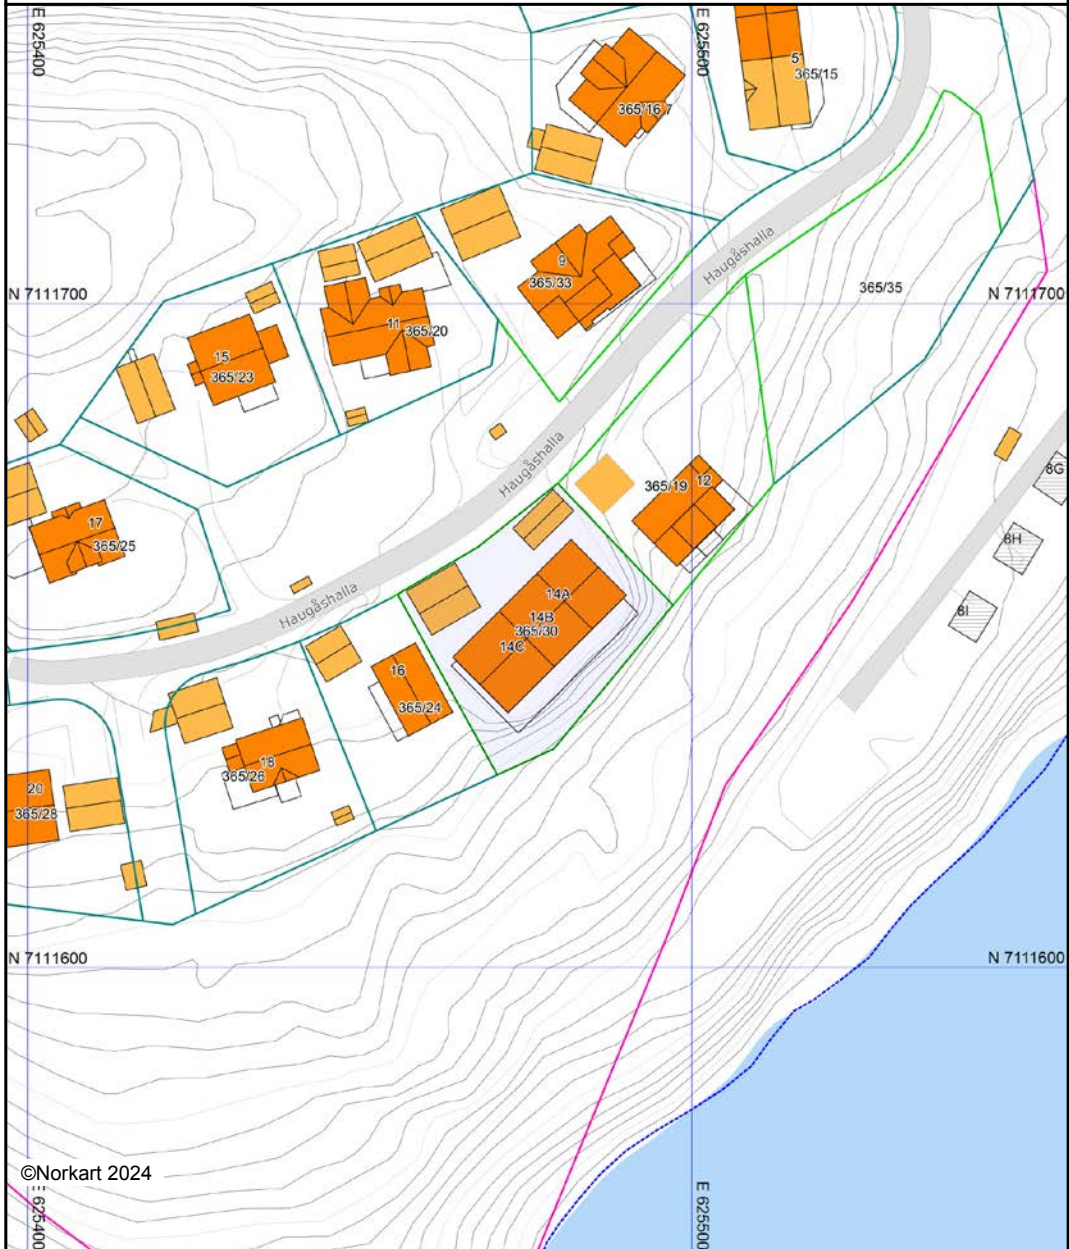 E 625400
E 625500
5
365/15
365/16
7
Haugåshalla
9
365/33
N 7111700
365/35
N 7111700
11
365/20
15
365/23
Haugåshalla
365/19
12
8G
17
365/25
8H
Haugåshalla
14A
14B
365/30
14C
8I
16
365/24
18
365/26
20
365/28
N 7111600
N 7111600
©Norkart 2024
E 625400
E 625500